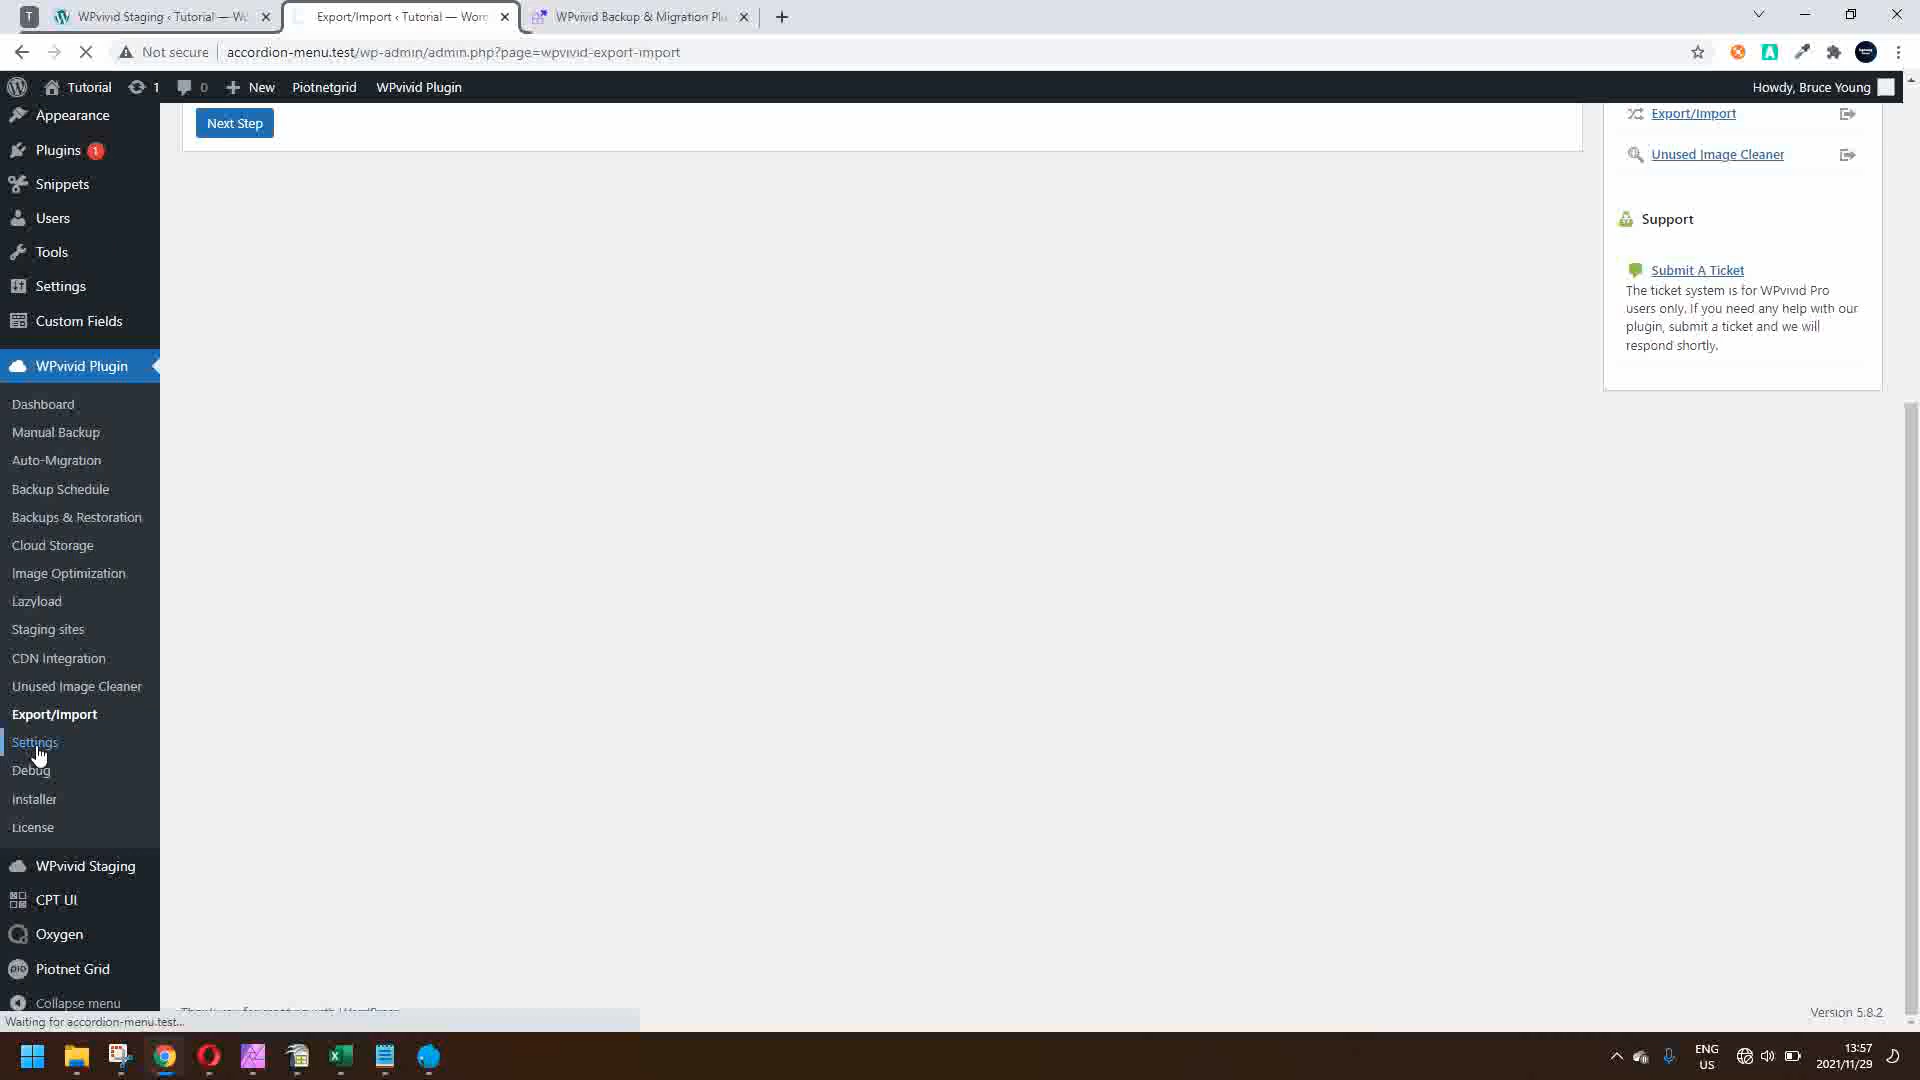 T
WPvivid Staging ‹ Tutorial — Wo
Export/Import ‹ Tutorial — Word
WPvivid Backup & Migration Plu
Not secure
accordion-menu.test/wp-admin/admin.php?page=wpvivid-export-import
A
Tutorial
1
0
New
Piotnetgrid
WPvivid Plugin
Howdy, Bruce Young
Appearance
Plugins 1
Snippets
Users
Tools
Settings
Custom Fields
WPvivid Plugin
Dashboard
Manual Backup
Auto-Migration
Backup Schedule
Backups & Restoration
Cloud Storage
Image Optimization
Lazyload
Staging sites
CDN Integration
Unused Image Cleaner
Export/Import
Settings
Debug
Installer
License
WPvivid Staging
CPT UI
Oxygen
pio Piotnet Grid
Collapse menu
Waiting for accordion-menu.test...
Next Step
Export/Import
Unused Image Cleaner
Support
Submit A Ticket
The ticket system is for WPvivid Pro
users only. If you need any help with our
plugin, submit a ticket and we will
respond shortly.
Version 5.8.2
ENG
US
13:57
2021/11/29